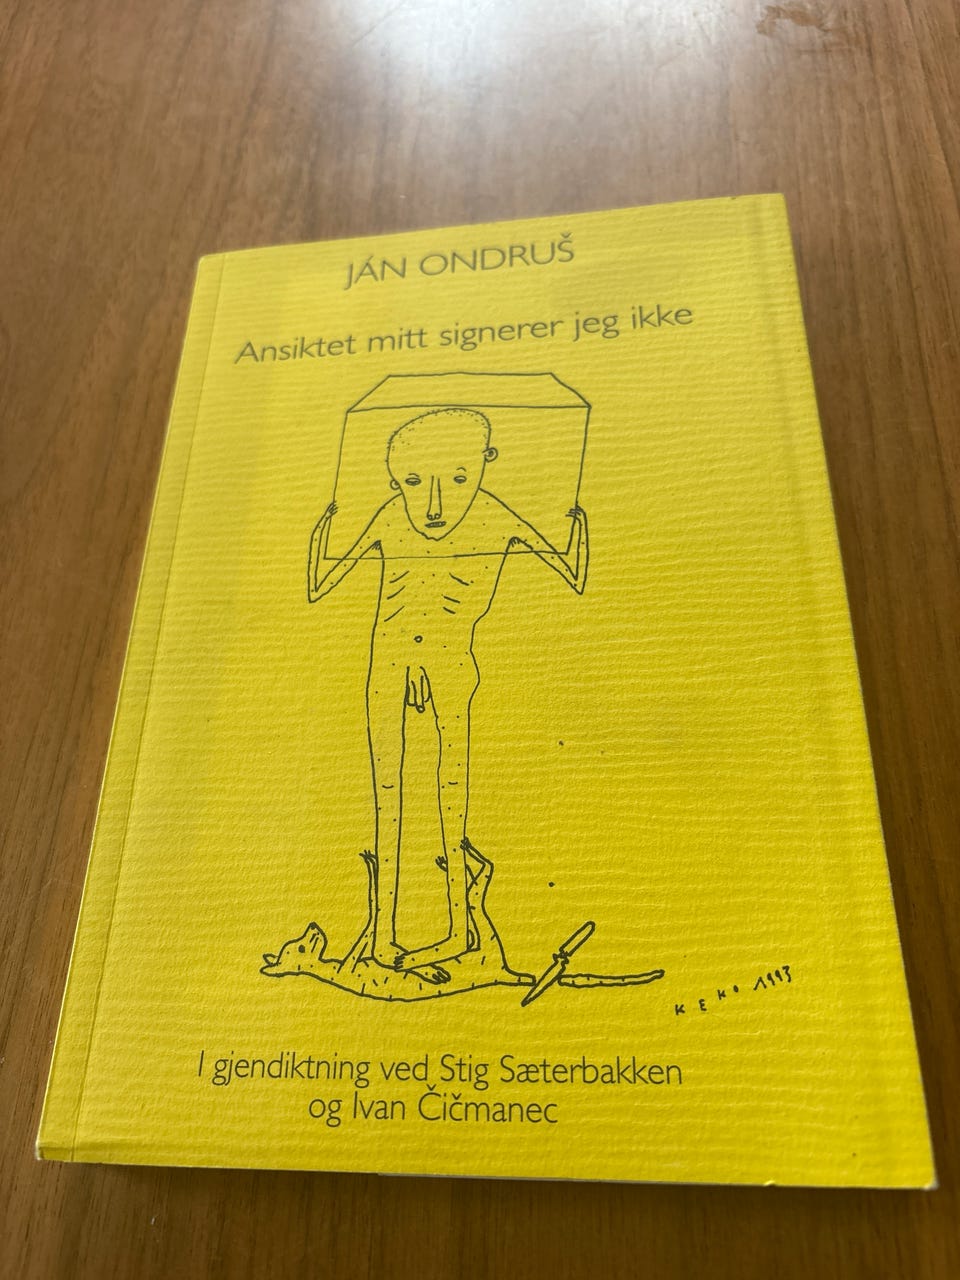 JÁN ONDRUŠ
Ansiktet mitt signerer jeg ikke
KEKO 1993
I gjendiktning ved Stig Sæterbakken
og Ivan Čičmanec